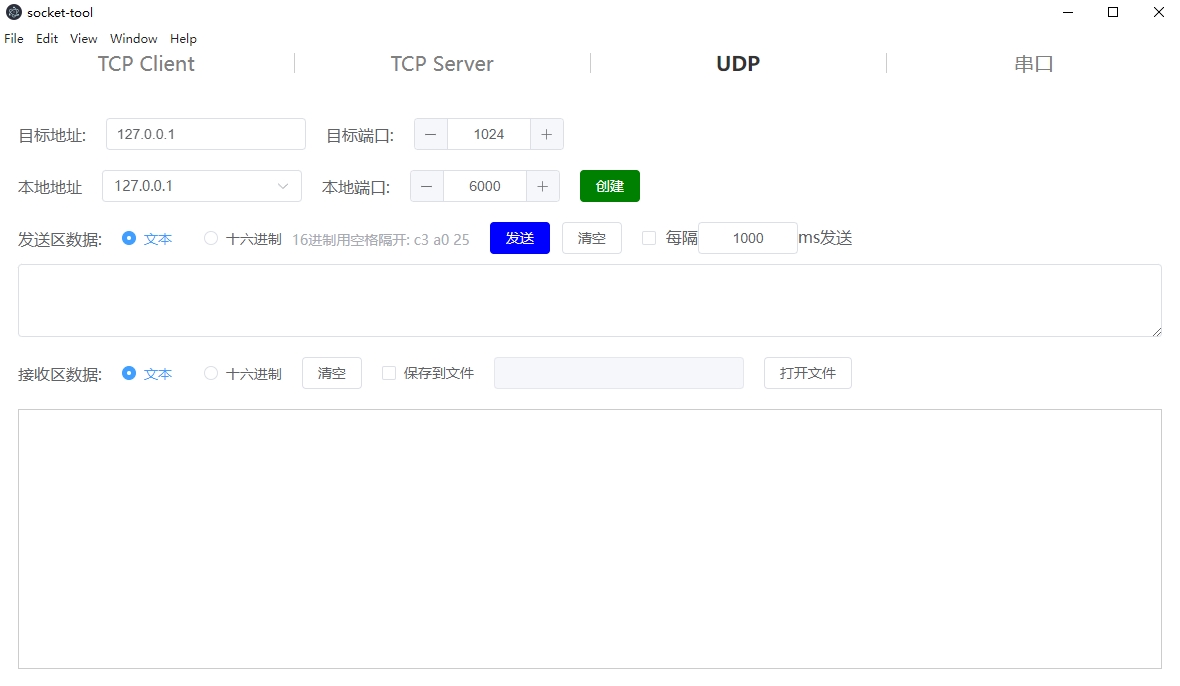 socket-tool
File Edit View Window Help
TCP Client TCP Server UDP 串口
目标地址: 127.0.0.1 目标端口: 1024
本地地址 127.0.0.1 本地端口: 6000 创建
发送区数据: 文本 十六进制 16进制用空格隔开: c3 a0 25 发送 清空 每隔 1000 ms发送
接收区数据: 文本 十六进制 清空 保存到文件 打开文件